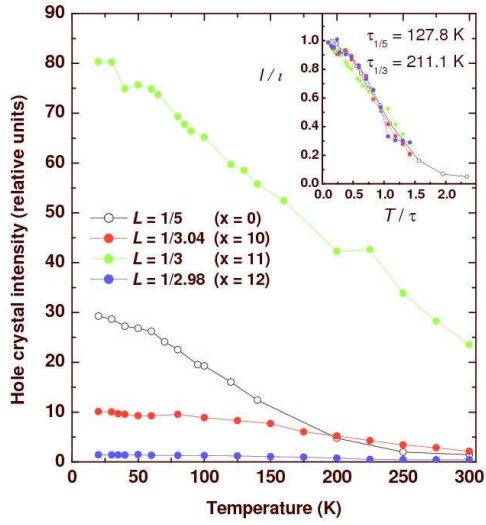 90
80
70
60
50
40
30
20
10
0
Hole crystal intensity (relative units)
0 50 100 150 200 250 300
Temperature (K)
L = 1/5 (x = 0)
L = 1/3.04 (x = 10)
L = 1/3 (x = 11)
L = 1/2.98 (x = 12)
I / ι
1.0
0.8
0.6
0.4
0.2
0.0
0.0 0.5 1.0 1.5 2.0
T / τ
τ1/5 = 127.8 K
τ1/3 = 211.1 K